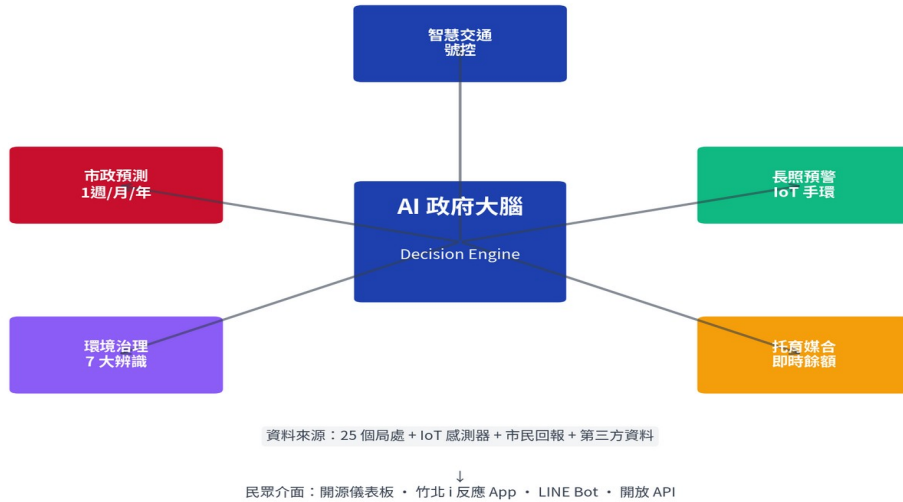 智慧交通
號控
市政預測
1週/月/年
長照預警
IoT 手環
AI 政府大腦
Decision Engine
環境治理
7 大辨識
托育媒合
即時餘額
資料來源：25 個局處 + IoT 感測器 + 市民回報 + 第三方資料
↓
民眾介面：開源儀表板 • 竹北 i 反應 App • LINE Bot • 開放 API